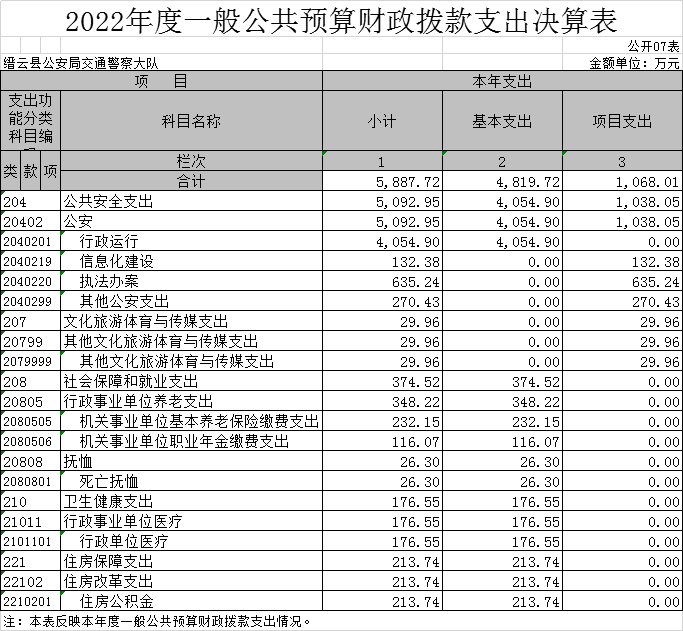 2022年度一般公共预算财政拨款支出决算表
公开07表
缙云县公安局交通警察大队 金额单位：万元
项 目 本年支出
支出功能分类科目编 科目名称 小计 基本支出 项目支出
类 款 项 栏次 1 2 3
合计 5,887.72 4,819.72 1,068.01
204 公共安全支出 5,092.95 4,054.90 1,038.05
20402 公安 5,092.95 4,054.90 1,038.05
2040201 行政运行 4,054.90 4,054.90 0.00
2040219 信息化建设 132.38 0.00 132.38
2040220 执法办案 635.24 0.00 635.24
2040299 其他公安支出 270.43 0.00 270.43
207 文化旅游体育与传媒支出 29.96 0.00 29.96
20799 其他文化旅游体育与传媒支出 29.96 0.00 29.96
2079999 其他文化旅游体育与传媒支出 29.96 0.00 29.96
208 社会保障和就业支出 374.52 374.52 0.00
20805 行政事业单位养老支出 348.22 348.22 0.00
2080505 机关事业单位基本养老保险缴费支出 232.15 232.15 0.00
2080506 机关事业单位职业年金缴费支出 116.07 116.07 0.00
20808 抚恤 26.30 26.30 0.00
2080801 死亡抚恤 26.30 26.30 0.00
210 卫生健康支出 176.55 176.55 0.00
21011 行政事业单位医疗 176.55 176.55 0.00
2101101 行政单位医疗 176.55 176.55 0.00
221 住房保障支出 213.74 213.74 0.00
22102 住房改革支出 213.74 213.74 0.00
2210201 住房公积金 213.74 213.74 0.00
注：本表反映本年度一般公共预算财政拨款支出情况。